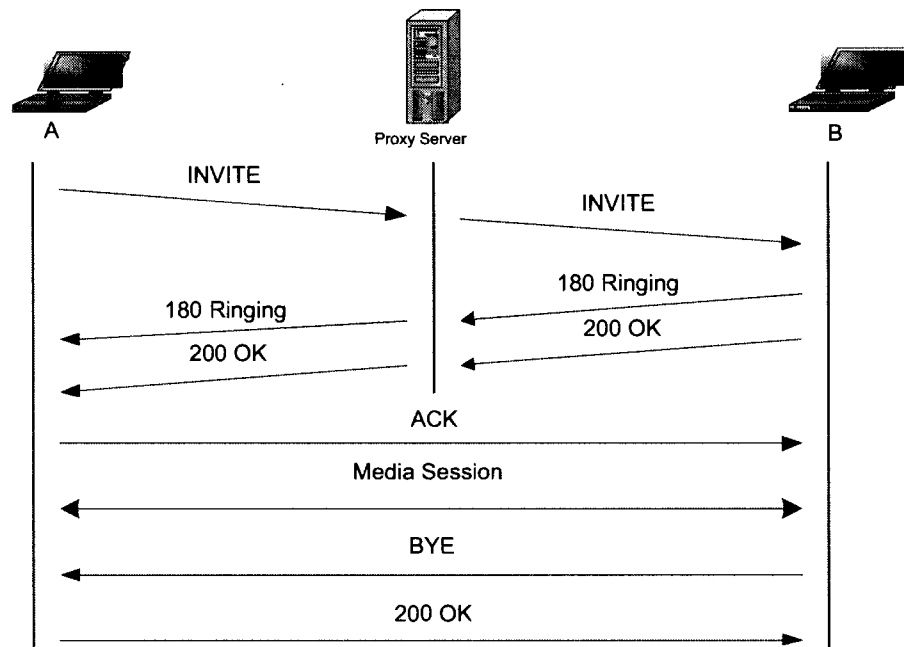 A
Proxy Server
B
INVITE
INVITE
180 Ringing
180 Ringing
200 OK
200 OK
ACK
Media Session
BYE
200 OK